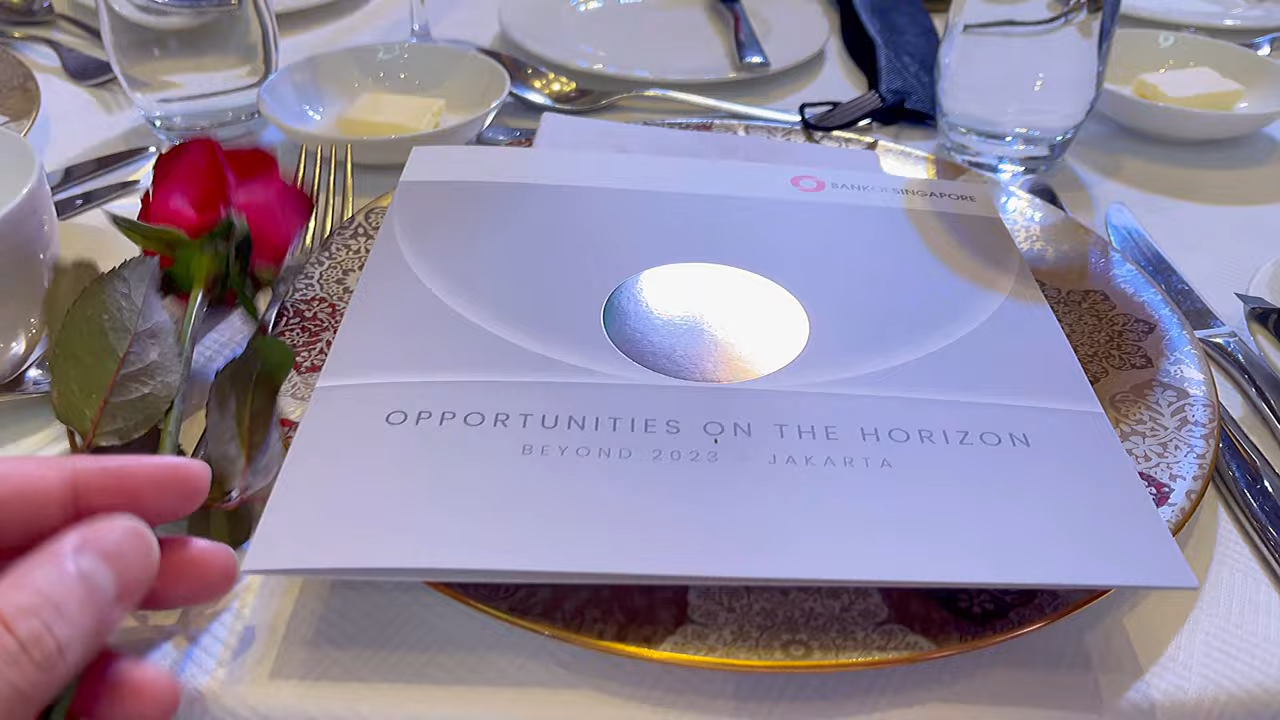 BANK OF SINGAPORE
OPPORTUNITIES ON THE HORIZON
BEYOND 2023 JAKARTA